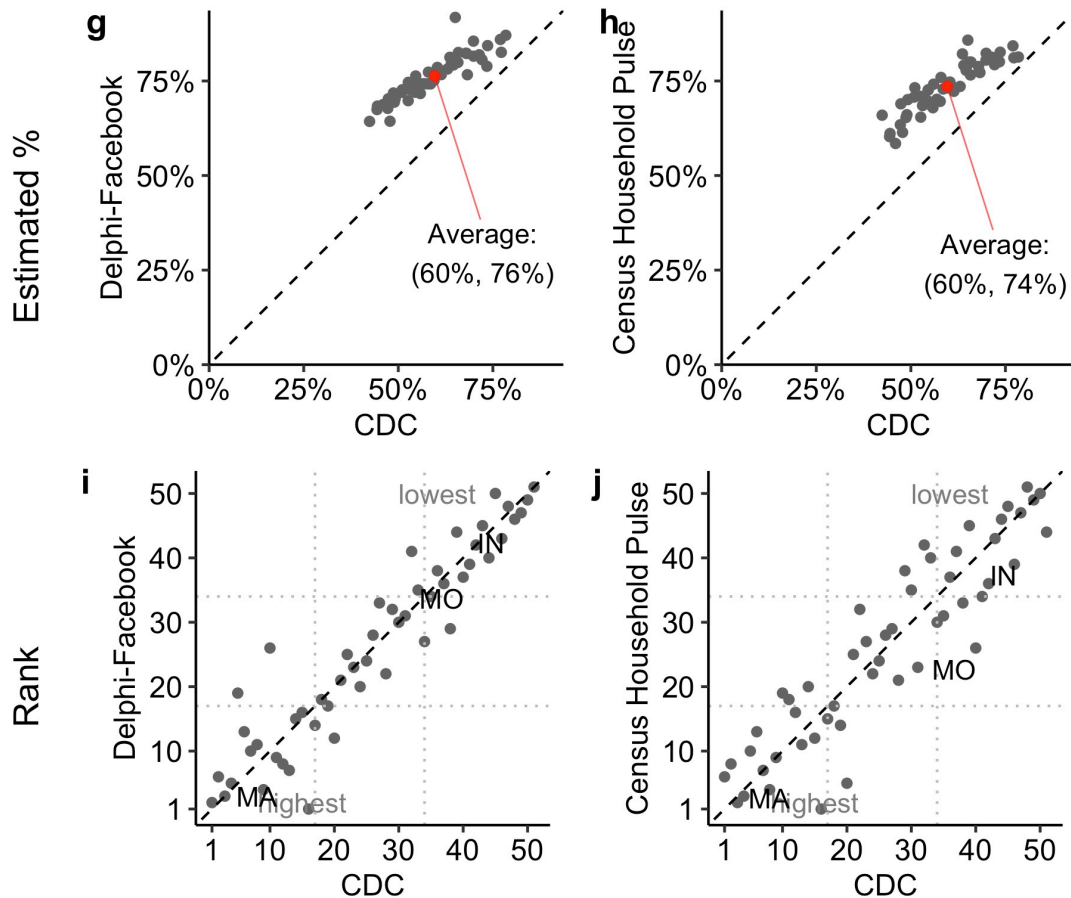 Estimated %
g
Delphi-Facebook
75%
50%
25%
0%
0% 25% 50% 75%
CDC
Average:
(60%, 76%)
h
Census Household Pulse
75%
50%
25%
0%
0% 25% 50% 75%
CDC
Average:
(60%, 74%)
Rank
i
Delphi-Facebook
50
40
30
20
10
1
lowest
IN
MO
MA
highest
1 10 20 30 40 50
CDC
j
Census Household Pulse
50
40
30
20
10
1
lowest
IN
MO
MA
highest
1 10 20 30 40 50
CDC